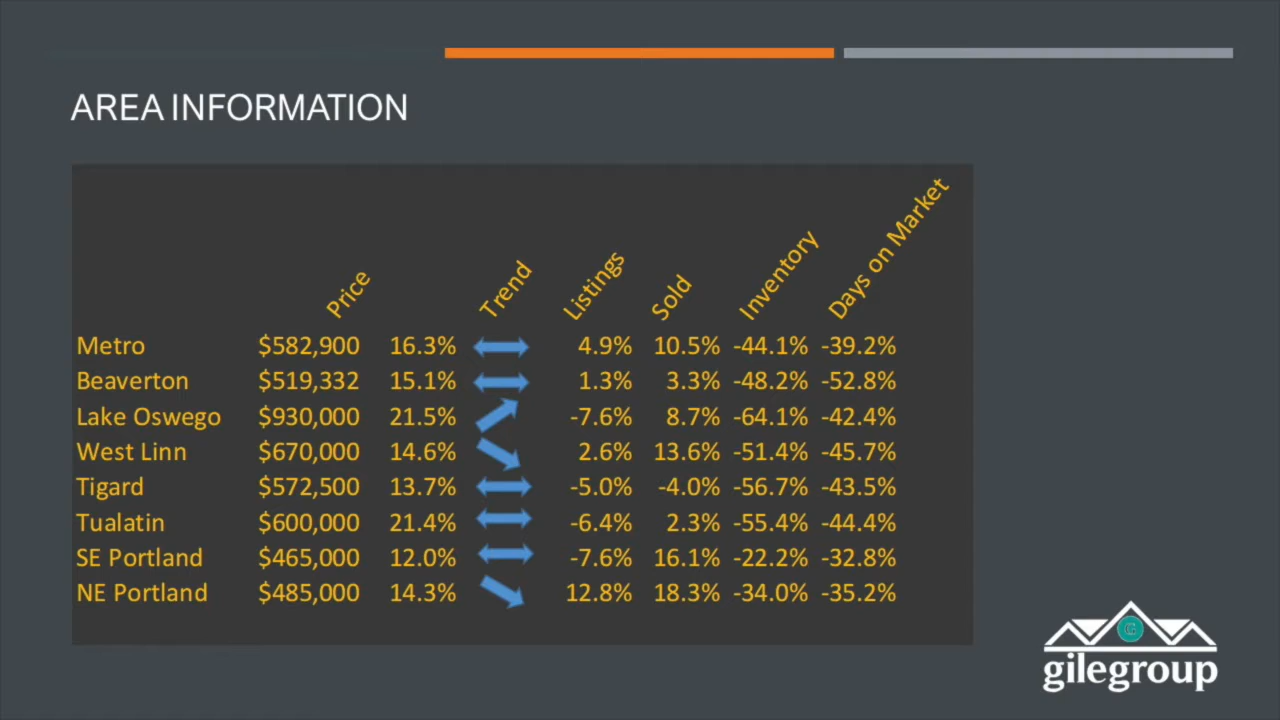 AREA INFORMATION
Price Trend Listings Sold Inventory Days on Market
Metro $582,900 16.3% 4.9% 10.5% -44.1% -39.2%
Beaverton $519,332 15.1% 1.3% 3.3% -48.2% -52.8%
Lake Oswego $930,000 21.5% -7.6% 8.7% -64.1% -42.4%
West Linn $670,000 14.6% 2.6% 13.6% -51.4% -45.7%
Tigard $572,500 13.7% -5.0% -4.0% -56.7% -43.5%
Tualatin $600,000 21.4% -6.4% 2.3% -55.4% -44.4%
SE Portland $465,000 12.0% -7.6% 16.1% -22.2% -32.8%
NE Portland $485,000 14.3% 12.8% 18.3% -34.0% -35.2%
G
gilegroup